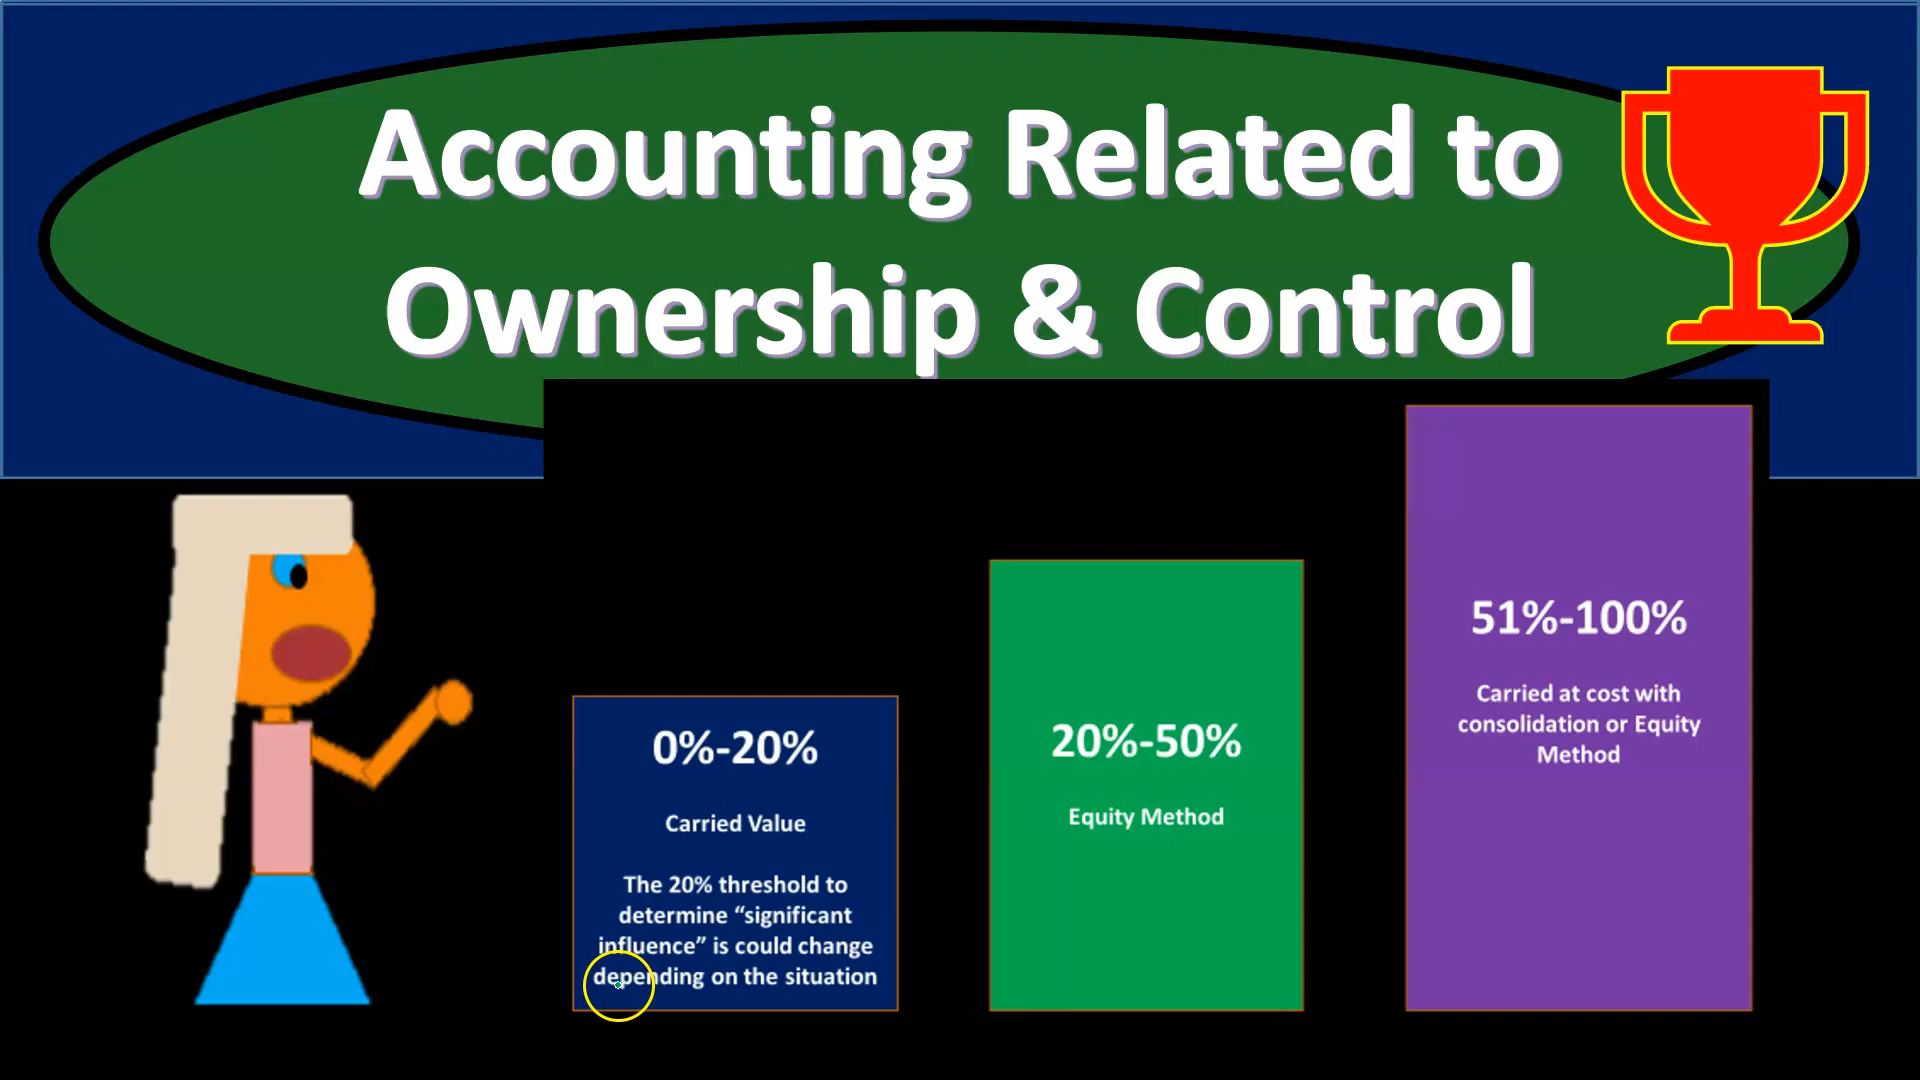 Accounting Related to
Ownership & Control
0%-20%
Carried Value
The 20% threshold to
determine “significant
influence” is could change
depending on the situation
20%-50%
Equity Method
51%-100%
Carried at cost with
consolidation or Equity
Method